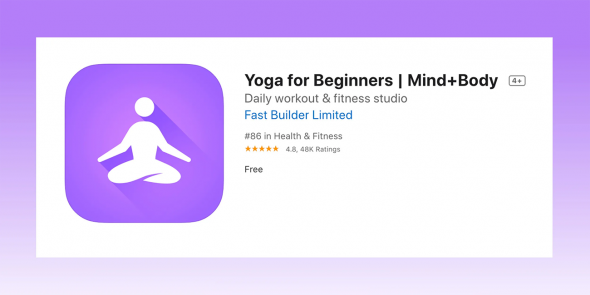 Yoga for Beginners | Mind+Body 4+
Daily workout & fitness studio
Fast Builder Limited
#86 in Health & Fitness
★★★★★ 4.8, 48K Ratings
Free